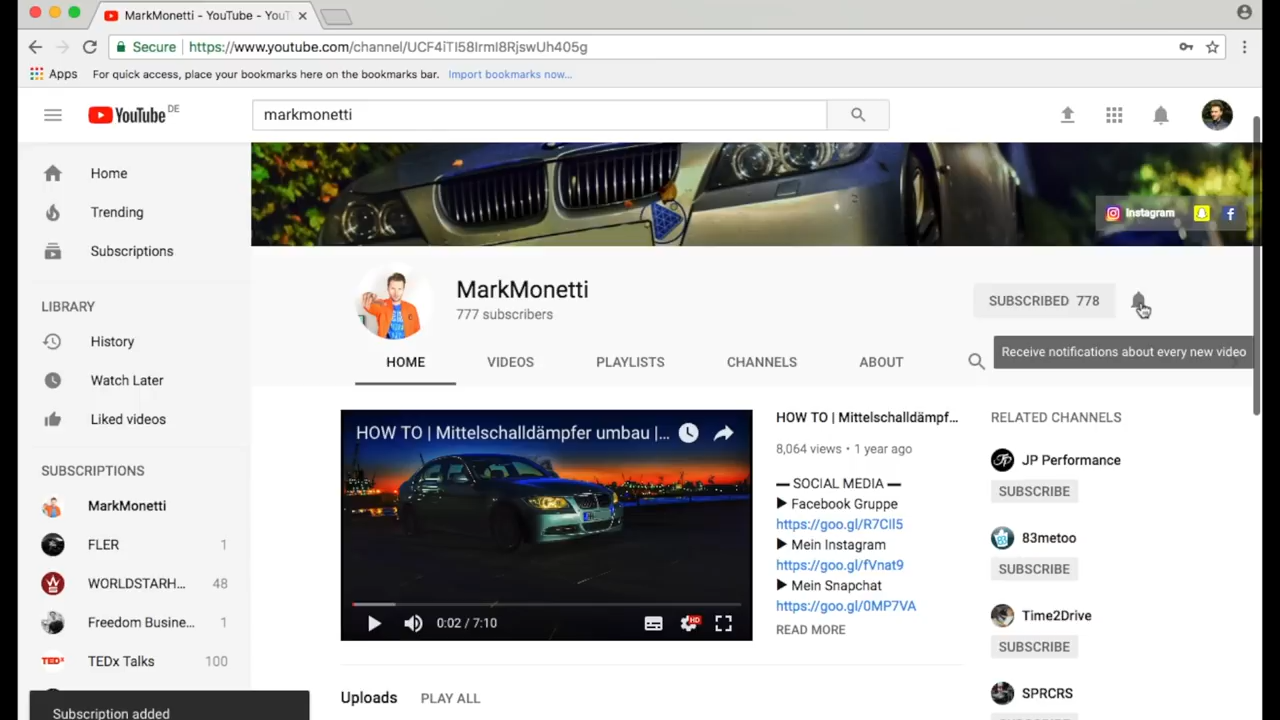 MarkMonetti - YouTube - YouT
Secure
https://www.youtube.com/channel/UCF4iTI58IrmI8RjswUh405g
Apps
For quick access, place your bookmarks here on the bookmarks bar. Import bookmarks now...
YouTube DE
markmonetti
Home
Trending
Subscriptions
LIBRARY
History
Watch Later
Liked videos
SUBSCRIPTIONS
MarkMonetti
FLER 1
WORLDSTARH... 48
Freedom Busine... 1
TEDx Talks 100
Subscription added
Instagram
MarkMonetti
777 subscribers
SUBSCRIBED 778
Receive notifications about every new video
HOME VIDEOS PLAYLISTS CHANNELS ABOUT
HOW TO | Mittelschalldämpfer umbau |...
0:02 / 7:10
HD
HOW TO | Mittelschalldämpf...
8,064 views • 1 year ago
▬▬ SOCIAL MEDIA ▬▬
▶ Facebook Gruppe
https://goo.gl/R7CIl5
▶ Mein Instagram
https://goo.gl/fVnat9
▶ Mein Snapchat
https://goo.gl/0MP7VA
READ MORE
Uploads PLAY ALL
RELATED CHANNELS
JP Performance
SUBSCRIBE
83metoo
SUBSCRIBE
Time2Drive
SUBSCRIBE
SPRCRS